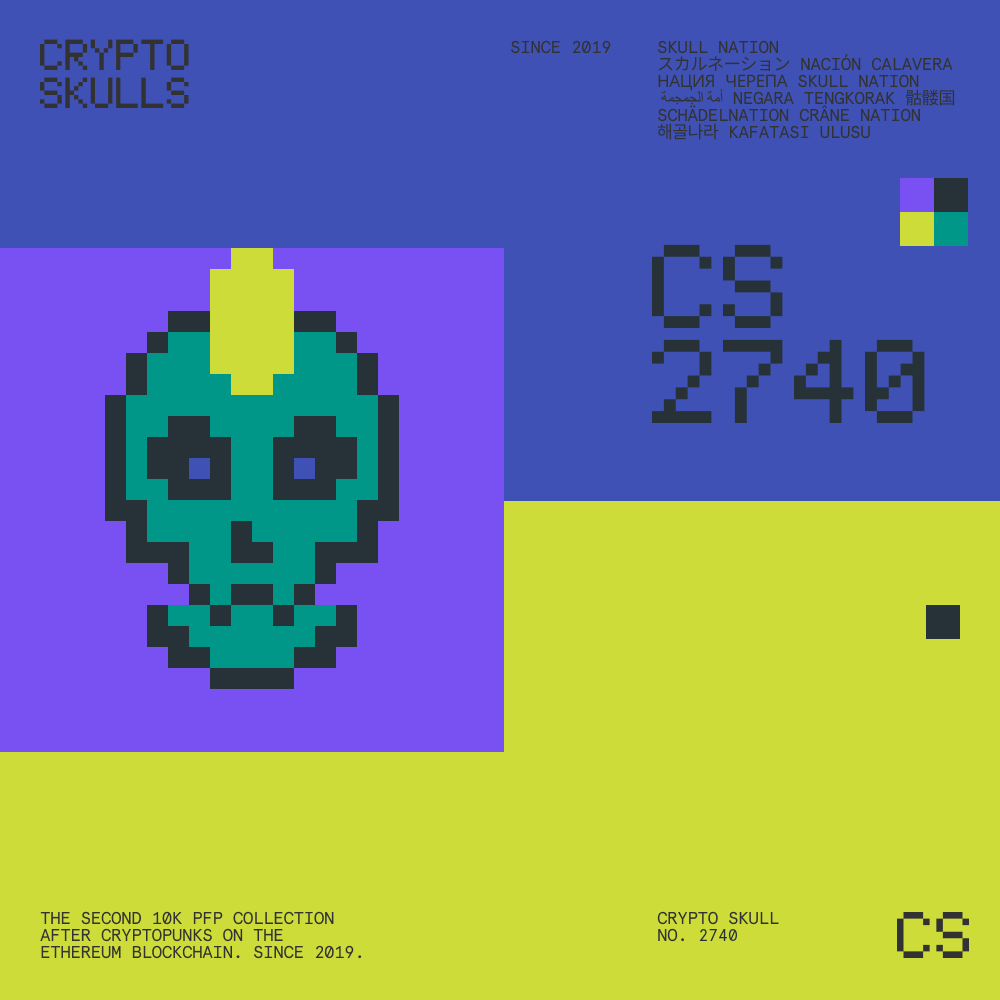 CRYPTO
SKULLS
SINCE 2019
SKULL NATION
スカルネーション NACIÓN CALAVERA
НАЦИЯ ЧЕРЕПА SKULL NATION
أمة الجمجمة NEGARA TENGKORAK 骷髅国
SCHÄDELNATION CRÂNE NATION
해골나라 KAFATASI ULUSU
CS
2740
THE SECOND 10K PFP COLLECTION
AFTER CRYPTOPUNKS ON THE
ETHEREUM BLOCKCHAIN. SINCE 2019.
CRYPTO SKULL
NO. 2740
CS